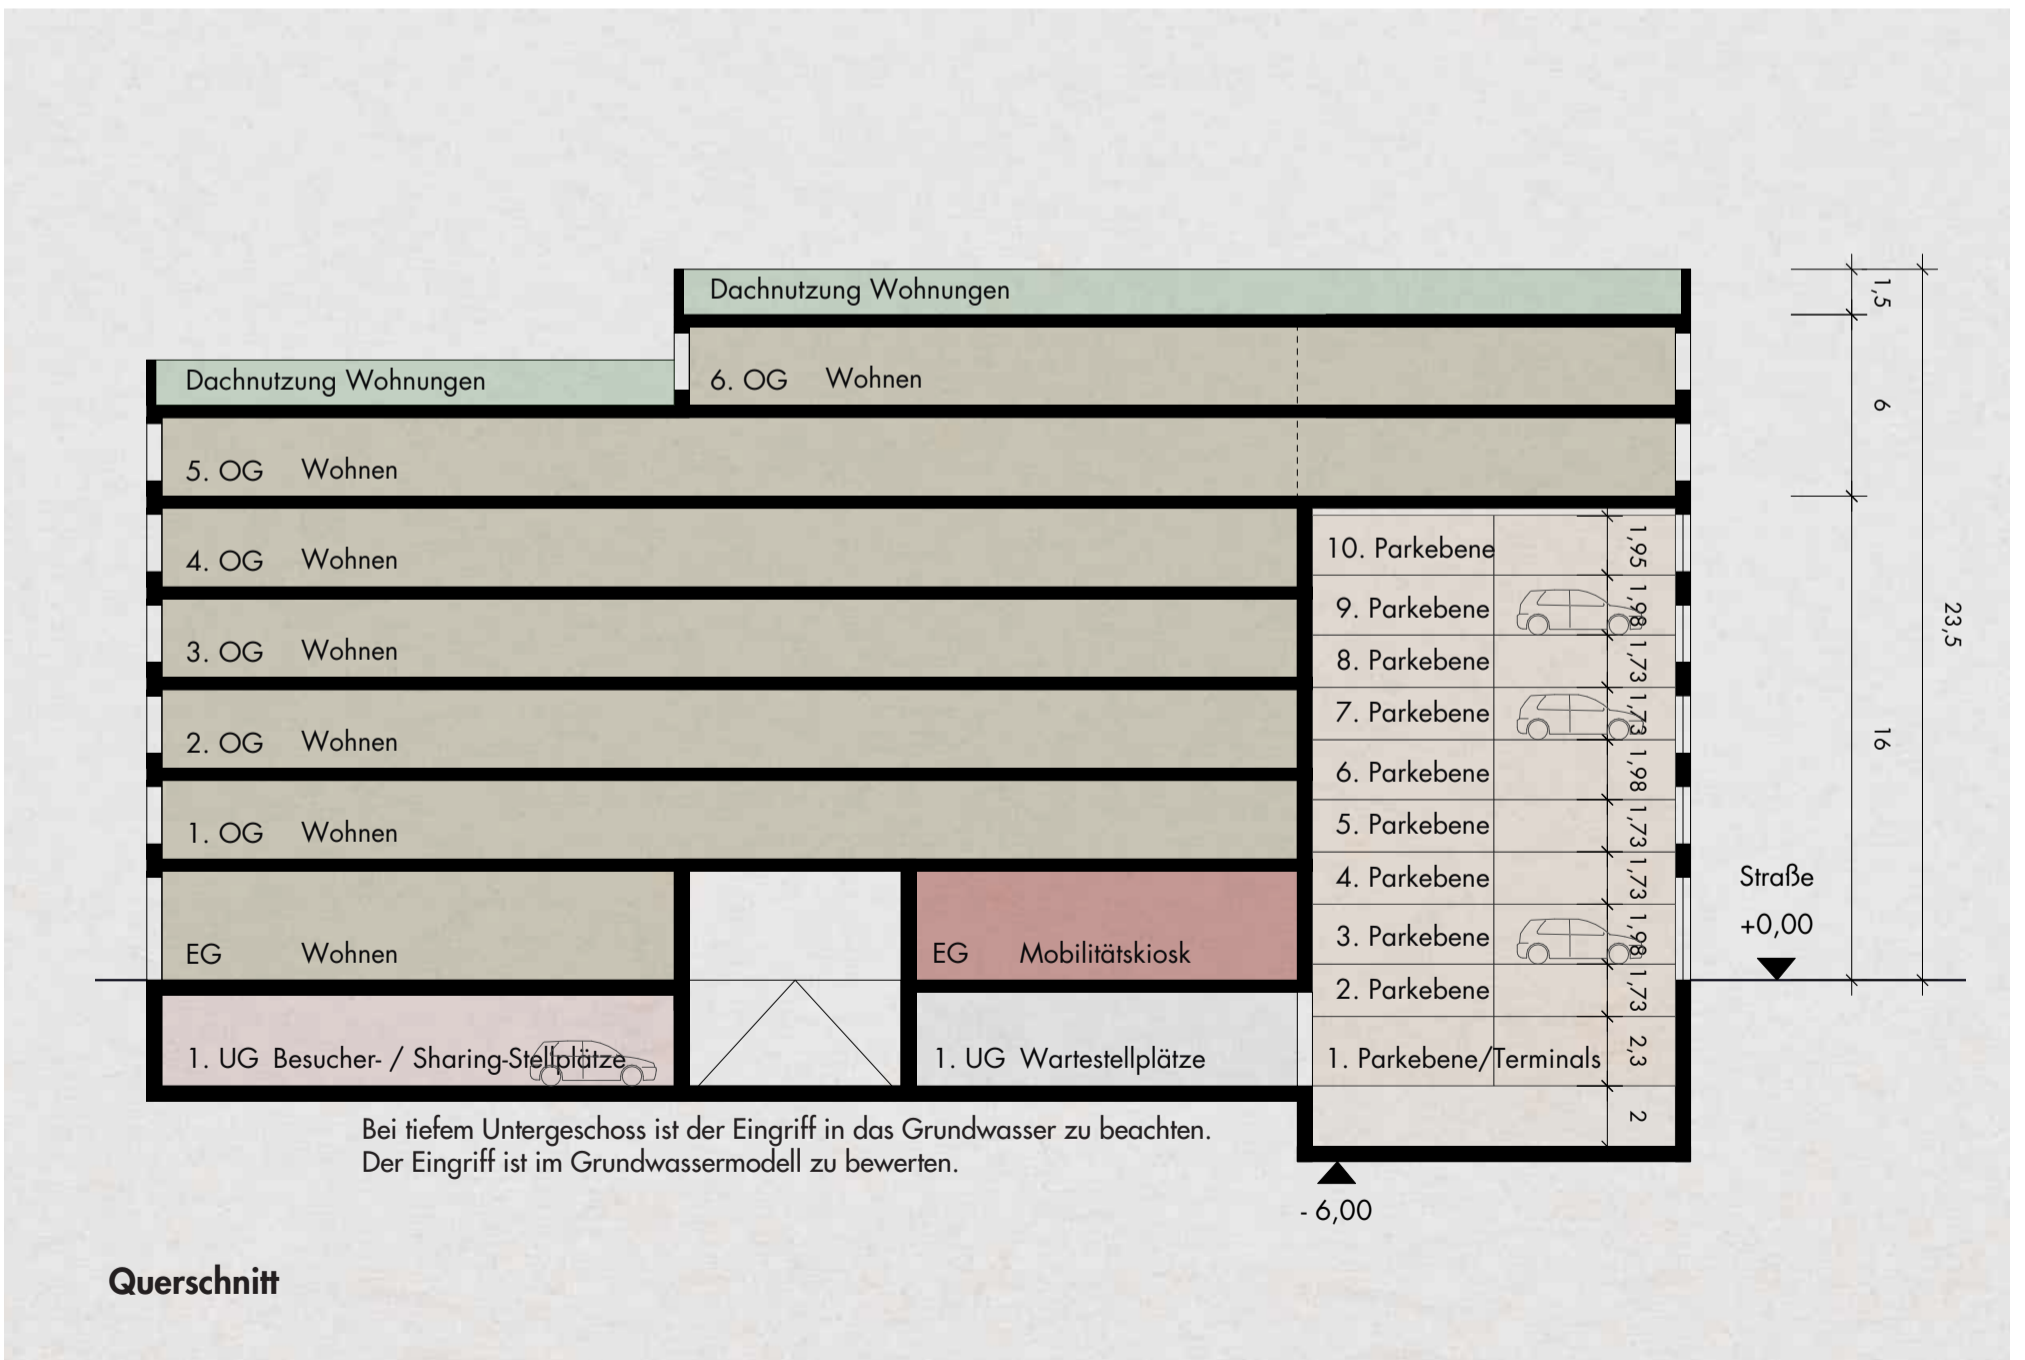 Dachnutzung Wohnungen
1,5
Dachnutzung Wohnungen
6. OG Wohnen
6
5. OG Wohnen
4. OG Wohnen
10. Parkebene
1,95
9. Parkebene
1,98
23,5
3. OG Wohnen
8. Parkebene
1,73
7. Parkebene
1,73
2. OG Wohnen
6. Parkebene
1,98
16
1. OG Wohnen
5. Parkebene
1,73
4. Parkebene
1,73
Straße
+0,00
EG Wohnen
EG Mobilitätskiosk
3. Parkebene
1,98
2. Parkebene
1,73
1. UG Besucher- / Sharing-Stellplätze
1. UG Wartestellplätze
1. Parkebene/Terminals
2,3
2
Bei tiefem Untergeschoss ist der Eingriff in das Grundwasser zu beachten.
Der Eingriff ist im Grundwassermodell zu bewerten.
- 6,00
Querschnitt